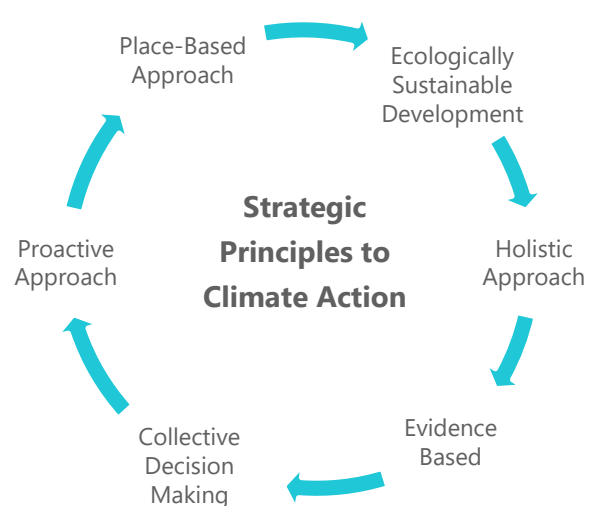 Place-Based
Approach
Ecologically
Sustainable
Development
Strategic
Principles to
Climate Action
Proactive
Approach
Holistic
Approach
Evidence
Based
Collective
Decision
Making